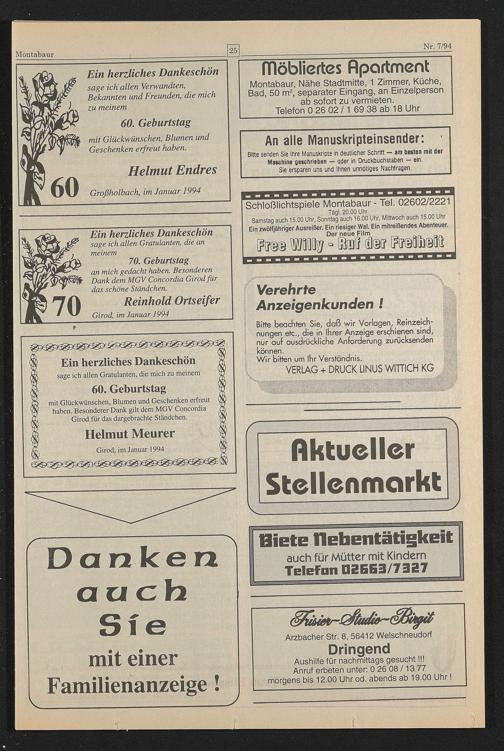 Montabaur
25
Nr. 7/94
Ein herzliches Dankeschön
sage ich allen Verwandten,
Bekannten und Freunden, die mich
zu meinem
60. Geburtstag
mit Glückwünschen, Blumen und
Geschenken erfreut haben.
Helmut Endres
60
Großholbach, im Januar 1994
Ein herzliches Dankeschön
sage ich allen Gratulanten, die an
meinem
70. Geburtstag
an mich gedacht haben. Besonderen
Dank dem MGV Concordia Girod für
das schöne Ständchen.
70
Reinhold Ortseifer
Girod, im Januar 1994
Ein herzliches Dankeschön
sage ich allen Gratulanten, die mich zu meinem
60. Geburtstag
mit Glückwünschen, Blumen und Geschenken erfreut
haben. Besonderer Dank gilt dem MGV Concordia
Girod für das dargebrachte Ständchen.
Helmut Meurer
Girod, im Januar 1994
Danken
auch
Sie
mit einer
Familienanzeige !
Möbliertes Apartment
Montabaur, Nähe Stadtmitte, 1 Zimmer, Küche,
Bad, 50 m², separater Eingang, an Einzelperson
ab sofort zu vermieten.
Telefon 0 26 02 / 1 69 38 ab 18 Uhr
An alle Manuskripteinsender:
Bitte senden Sie Ihre Manuskripte in deutlicher Schrift — am besten mit der
Maschine geschrieben — oder in Druckbuchstaben — ein.
Sie ersparen uns und Ihnen unnötiges Nachfragen.
Schloßlichtspiele Montabaur - Tel. 02602/2221
Tägl. 20.00 Uhr
Samstag auch 15.00 Uhr, Sonntag auch 16.00 Uhr, Mittwoch auch 15.00 Uhr
Ein zwölfjähriger Ausreißer. Ein riesiger Wal. Ein mitreißendes Abenteuer.
Der neue Film
Free Willy - Ruf der Freiheit
Verehrte
Anzeigenkunden !
Bitte beachten Sie, daß wir Vorlagen, Reinzeich-
nungen etc., die in Ihrer Anzeige erschienen sind,
nur auf ausdrückliche Anforderung zurücksenden
können.
Wir bitten um Ihr Verständnis.
VERLAG + DRUCK LINUS WITTICH KG
Aktueller
Stellenmarkt
Biete Nebentätigkeit
auch für Mütter mit Kindern
Telefon 02663/7327
Frisier-Studio-Birgit
Arzbacher Str. 8, 56412 Welschneudorf
Dringend
Aushilfe für nachmittags gesucht !!!
Anruf erbeten unter: 0 26 08 / 13 77
morgens bis 12.00 Uhr od. abends ab 19.00 Uhr !